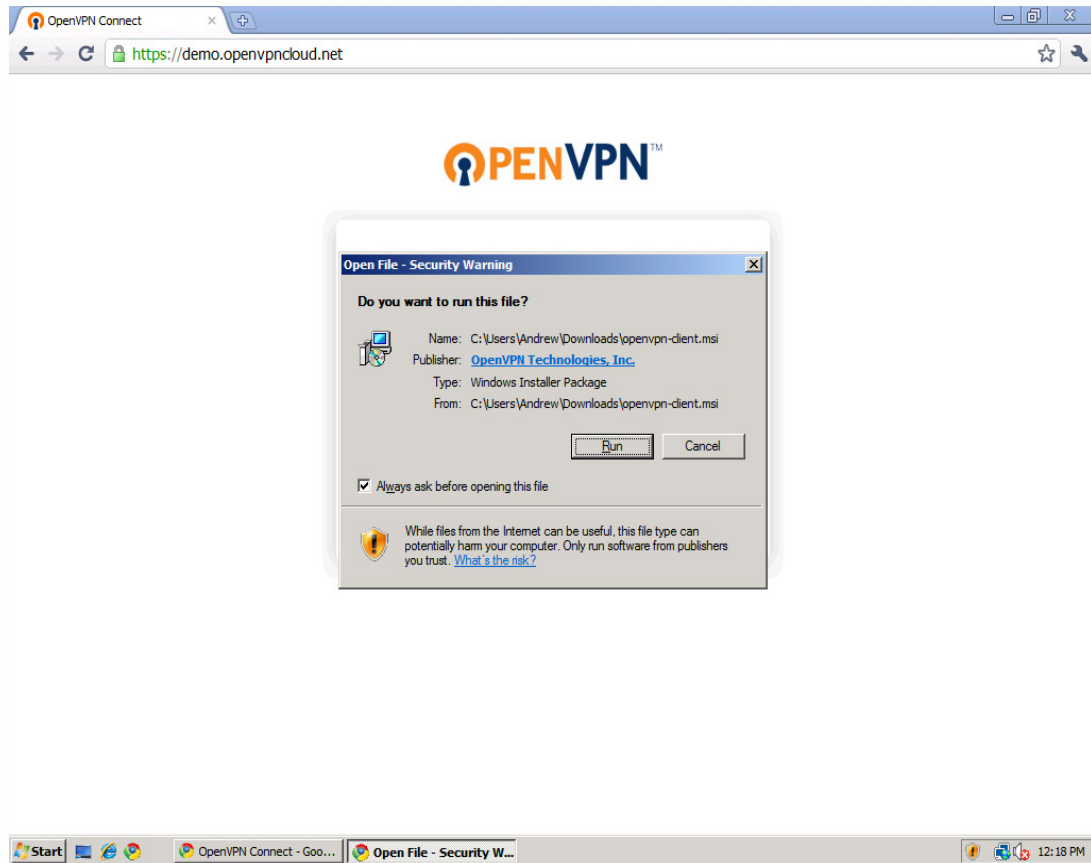 OpenVPN Connect
https://demo.openvpncloud.net
OPENVPN™
Open File - Security Warning
Do you want to run this file?
Name: C:\Users\Andrew\Downloads\openvpn-client.msi
Publisher: OpenVPN Technologies, Inc.
Type: Windows Installer Package
From: C:\Users\Andrew\Downloads\openvpn-client.msi
Run Cancel
Always ask before opening this file
While files from the Internet can be useful, this file type can
potentially harm your computer. Only run software from publishers
you trust. What's the risk?
Start OpenVPN Connect - Goo... Open File - Security W... 12:18 PM